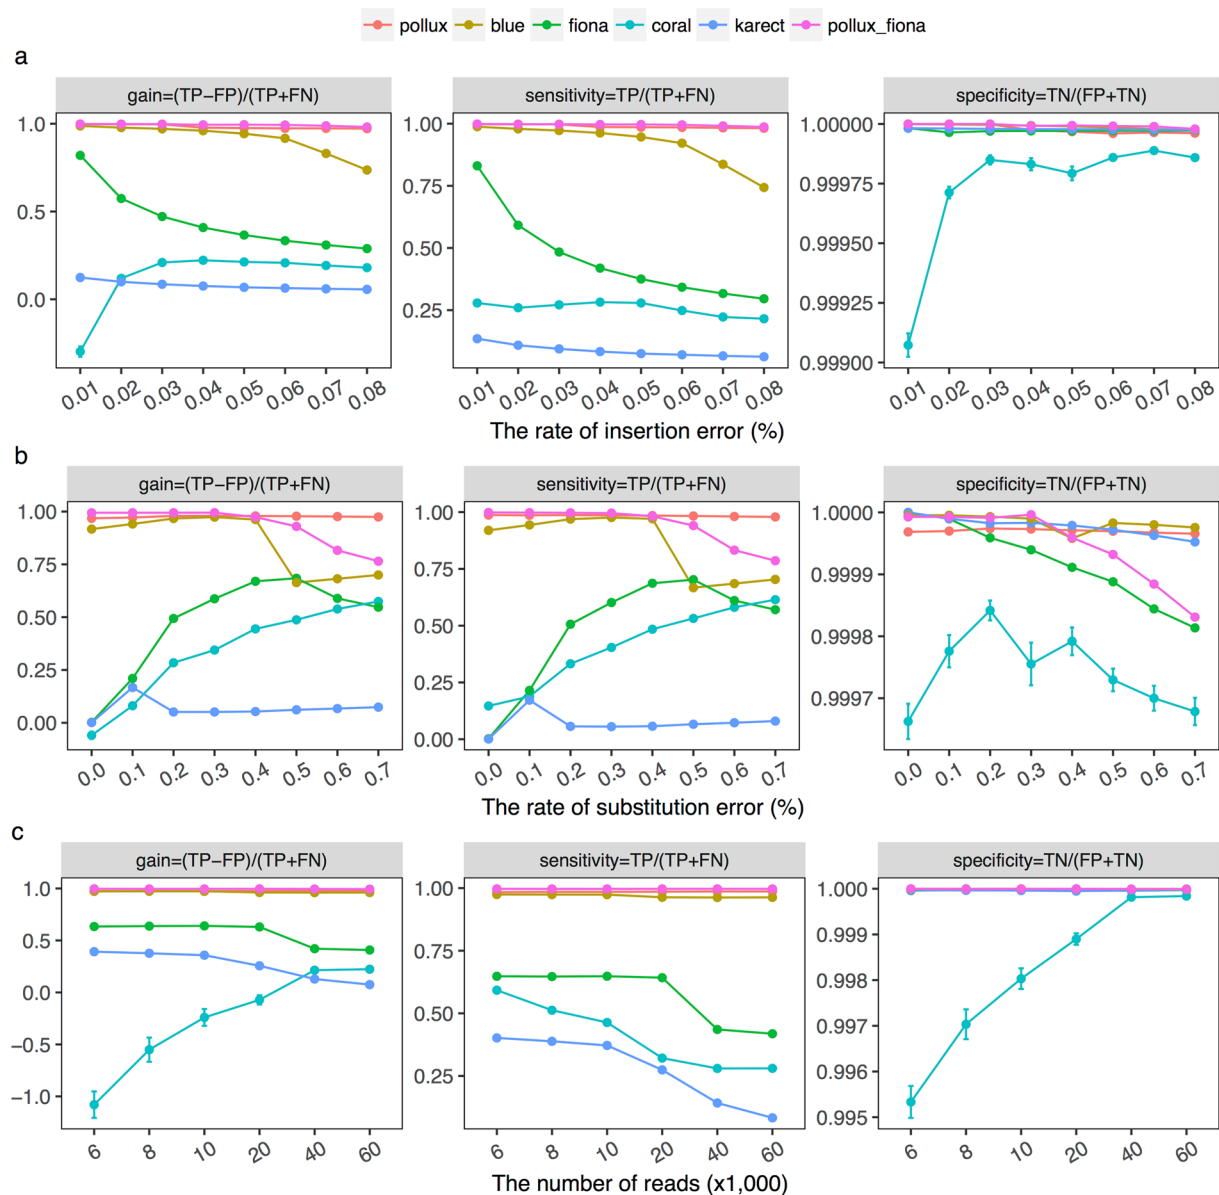 pollux blue fiona coral karect pollux_fiona
a
gain=(TP−FP)/(TP+FN) sensitivity=TP/(TP+FN) specificity=TN/(FP+TN)
1.0 1.00 1.00000
0.75 0.99975
0.5 0.50 0.99950
0.0 0.25 0.99925
0.99900
0.01 0.02 0.03 0.04 0.05 0.06 0.07 0.08 0.01 0.02 0.03 0.04 0.05 0.06 0.07 0.08 0.01 0.02 0.03 0.04 0.05 0.06 0.07 0.08
The rate of insertion error (%)
b
gain=(TP−FP)/(TP+FN) sensitivity=TP/(TP+FN) specificity=TN/(FP+TN)
1.00 1.00 1.0000
0.75 0.75 0.9999
0.50 0.50 0.9998
0.25 0.25 0.9997
0.00 0.00
0.0 0.1 0.2 0.3 0.4 0.5 0.6 0.7 0.0 0.1 0.2 0.3 0.4 0.5 0.6 0.7 0.0 0.1 0.2 0.3 0.4 0.5 0.6 0.7
The rate of substitution error (%)
c
gain=(TP−FP)/(TP+FN) sensitivity=TP/(TP+FN) specificity=TN/(FP+TN)
1.0 1.00 1.000
0.5 0.75 0.999
0.0 0.50 0.998
−0.5 0.25 0.997
−1.0 0.996
0.995
6 8 10 20 40 60 6 8 10 20 40 60 6 8 10 20 40 60
The number of reads (x1,000)